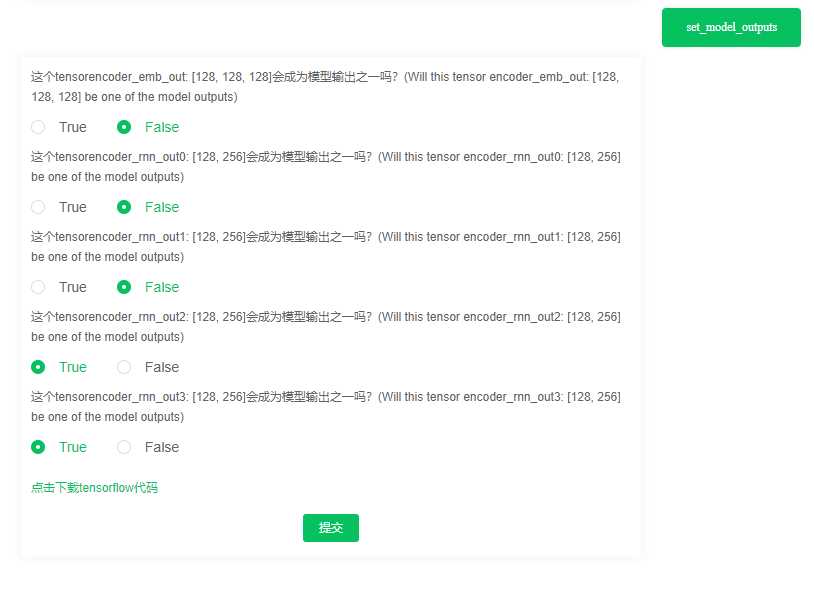 set_model_outputs
这个tensorencoder_emb_out: [128, 128, 128]会成为模型输出之一吗？(Will this tensor encoder_emb_out: [128,
128, 128] be one of the model outputs)
True False
这个tensorencoder_rnn_out0: [128, 256]会成为模型输出之一吗？(Will this tensor encoder_rnn_out0: [128, 256]
be one of the model outputs)
True False
这个tensorencoder_rnn_out1: [128, 256]会成为模型输出之一吗？(Will this tensor encoder_rnn_out1: [128, 256]
be one of the model outputs)
True False
这个tensorencoder_rnn_out2: [128, 256]会成为模型输出之一吗？(Will this tensor encoder_rnn_out2: [128, 256]
be one of the model outputs)
True False
这个tensorencoder_rnn_out3: [128, 256]会成为模型输出之一吗？(Will this tensor encoder_rnn_out3: [128, 256]
be one of the model outputs)
True False
点击下载tensorflow代码
提交